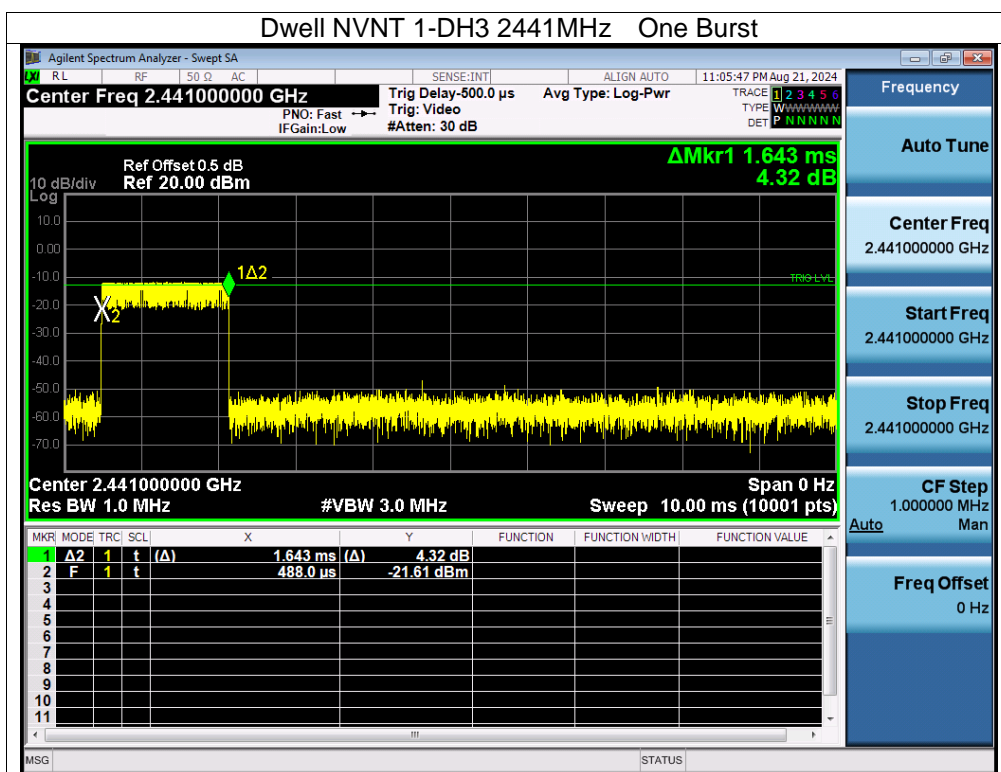 Dwell NVNT 1-DH3 2441MHz One Burst
Agilent Spectrum Analyzer - Swept SA
LXI RL RF 50 Ω AC SENSE:INT ALIGN AUTO 11:05:47 PM Aug 21, 2024
Center Freq 2.441000000 GHz Trig Delay-500.0 µs Avg Type: Log-Pwr TRACE 1 2 3 4 5 6
PNO: Fast Trig: Video TYPE WWWWWW
IFGain:Low #Atten: 30 dB DET P N N N N N
Frequency
Auto Tune
Center Freq
2.441000000 GHz
Start Freq
2.441000000 GHz
Stop Freq
2.441000000 GHz
CF Step
1.000000 MHz
Auto Man
Freq Offset
0 Hz
ΔMkr1 1.643 ms
4.32 dB
Ref Offset 0.5 dB
10 dB/div Ref 20.00 dBm
Log
10.0
0.00
-10.0
-20.0
-30.0
-40.0
-50.0
-60.0
-70.0
1Δ2
TRIG LVL
2
Center 2.441000000 GHz Span 0 Hz
Res BW 1.0 MHz #VBW 3.0 MHz Sweep 10.00 ms (10001 pts)
MKR MODE TRC SCL X Y FUNCTION FUNCTION WIDTH FUNCTION VALUE
1 Δ2 1 t (Δ) 1.643 ms (Δ) 4.32 dB
2 F 1 t 488.0 µs -21.61 dBm
3
4
5
6
7
8
9
10
11
MSG STATUS